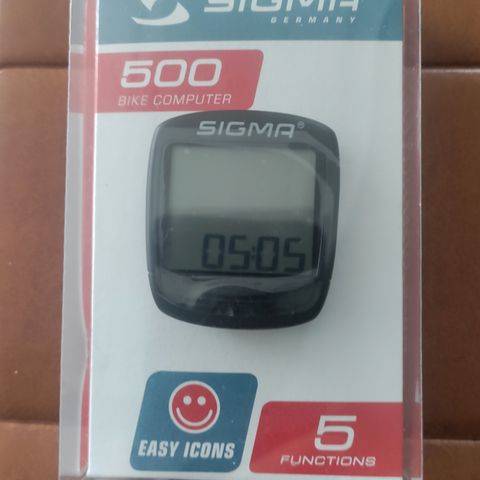 SIGMA
GERMANY
500
BIKE COMPUTER
SIGMA®
05:05
EASY ICONS
5
FUNCTIONS